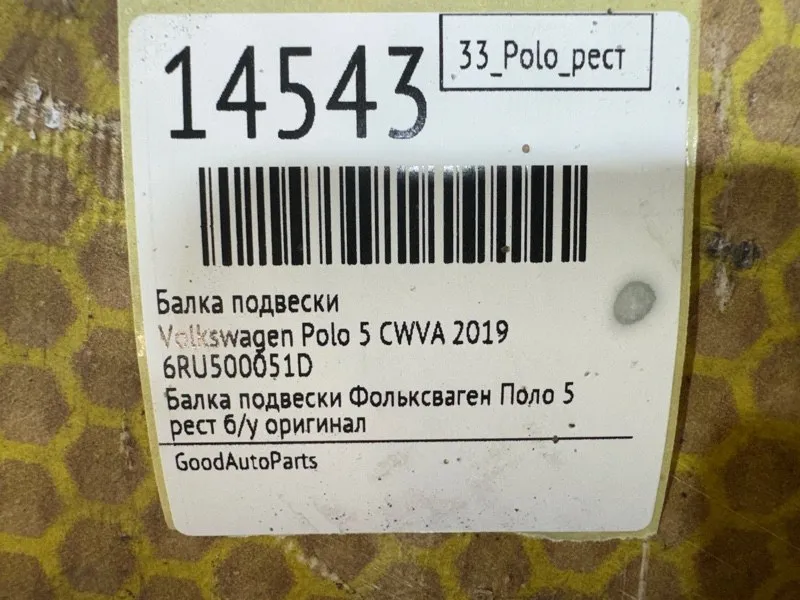 14543
33_Polo_рест
Балка подвески
Volkswagen Polo 5 CWVA 2019
6RU500051D
Балка подвески Фольксваген Поло 5
рест б/у оригинал
GoodAutoParts